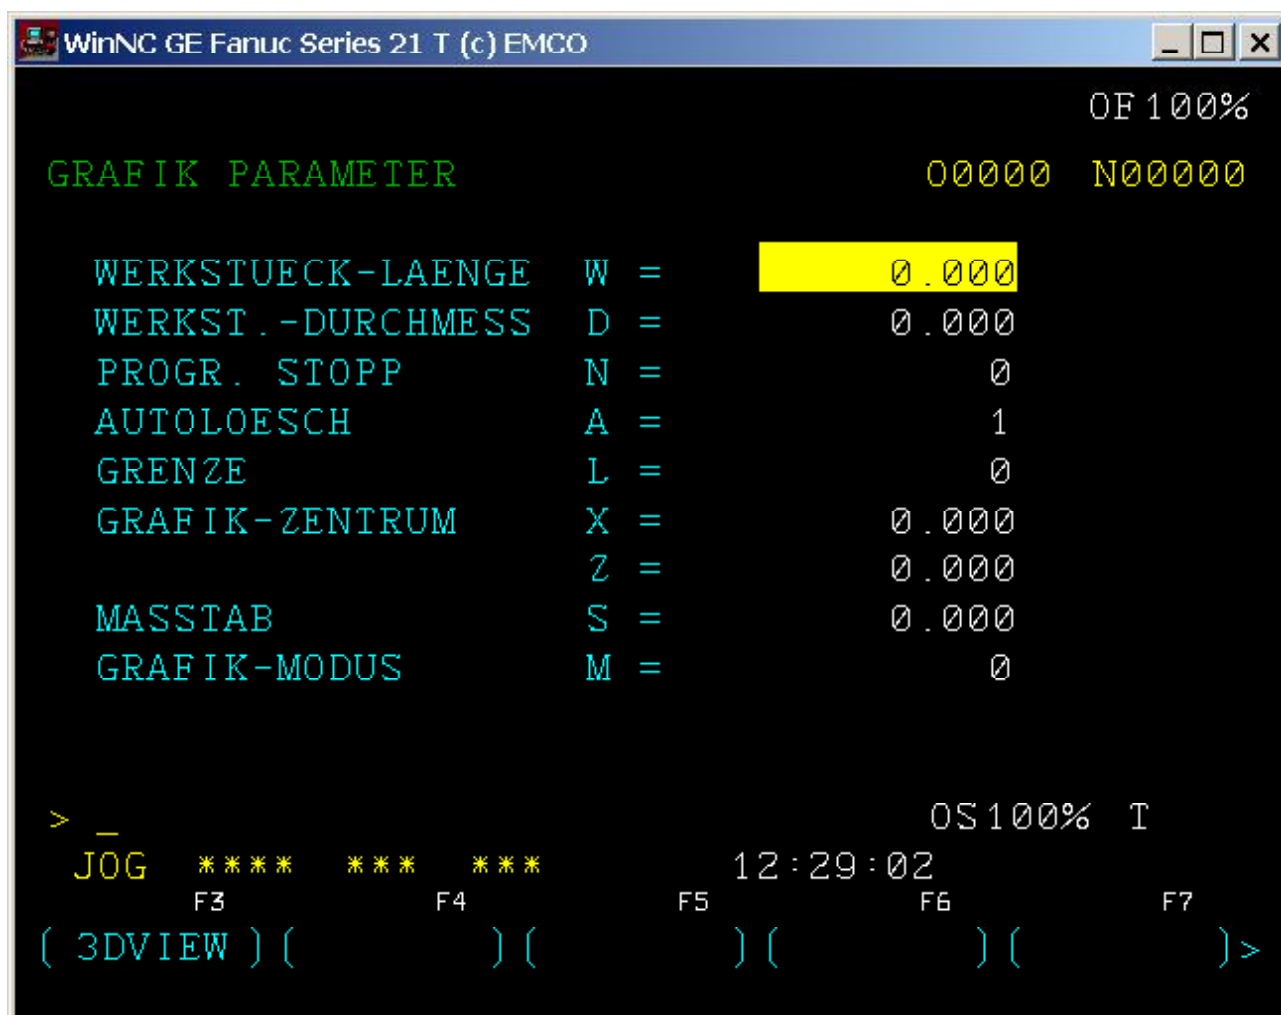 WinNC GE Fanuc Series 21 T (c) EMCO
OF100%
GRAFIK PARAMETER O0000 N00000
WERKSTUECK-LAENGE W = 0.000
WERKST.-DURCHMESS D = 0.000
PROGR. STOPP N = 0
AUTOLOESCH A = 1
GRENZE L = 0
GRAFIK-ZENTRUM X = 0.000
Z = 0.000
MASSTAB S = 0.000
GRAFIK-MODUS M = 0
> _ OS100% T
JOG **** *** *** 12:29:02
F3 F4 F5 F6 F7
( 3DVIEW ) ( ) ( ) ( ) ( ) >